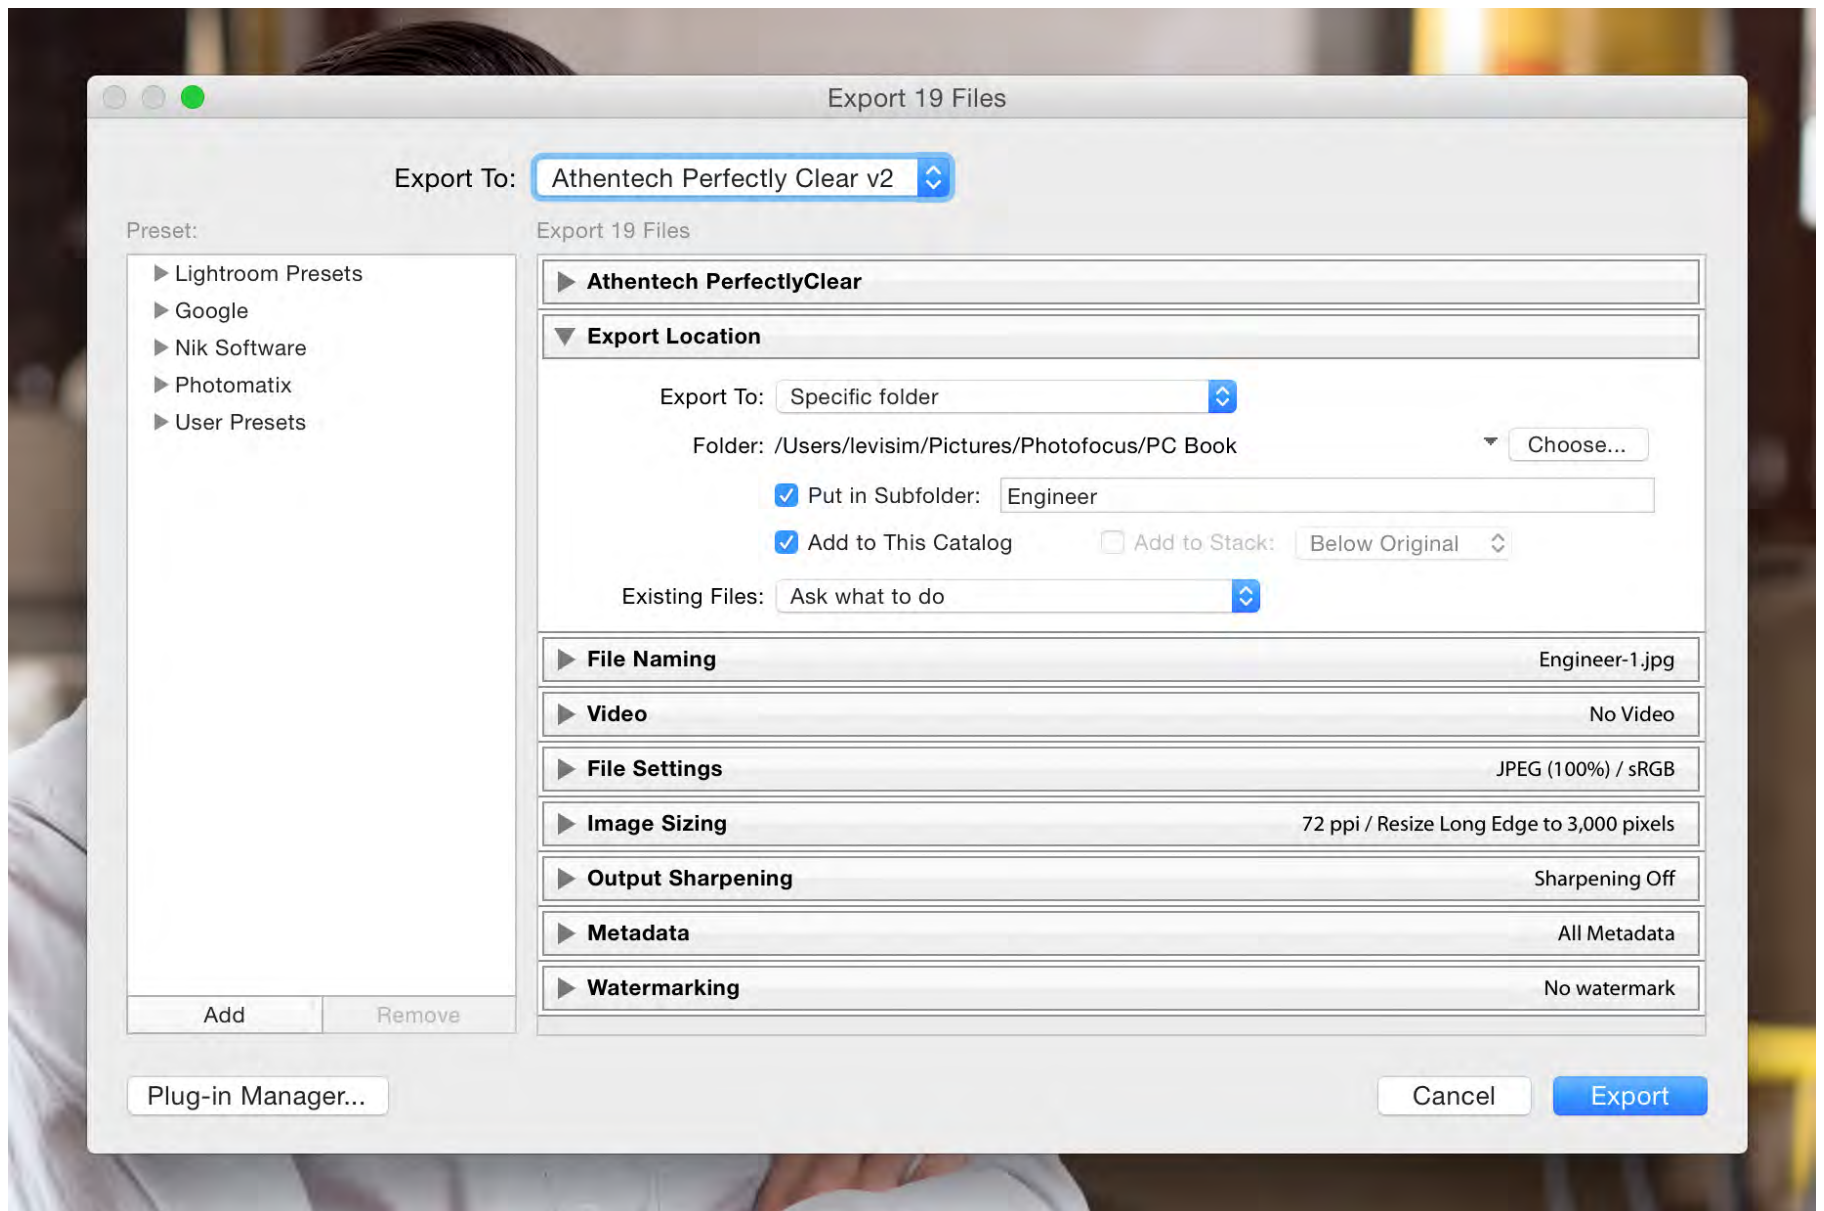 Export 19 Files
Export To: Athentech Perfectly Clear v2
Preset:
Export 19 Files
Lightroom Presets
Google
Nik Software
Photomatix
User Presets
Add
Remove
Athentech PerfectlyClear
Export Location
Export To: Specific folder
Folder: /Users/levisim/Pictures/Photofocus/PC Book
Choose...
Put in Subfolder: Engineer
Add to This Catalog
Add to Stack: Below Original
Existing Files: Ask what to do
File Naming Engineer-1.jpg
Video No Video
File Settings JPEG (100%) / sRGB
Image Sizing 72 ppi / Resize Long Edge to 3,000 pixels
Output Sharpening Sharpening Off
Metadata All Metadata
Watermarking No watermark
Plug-in Manager...
Cancel
Export